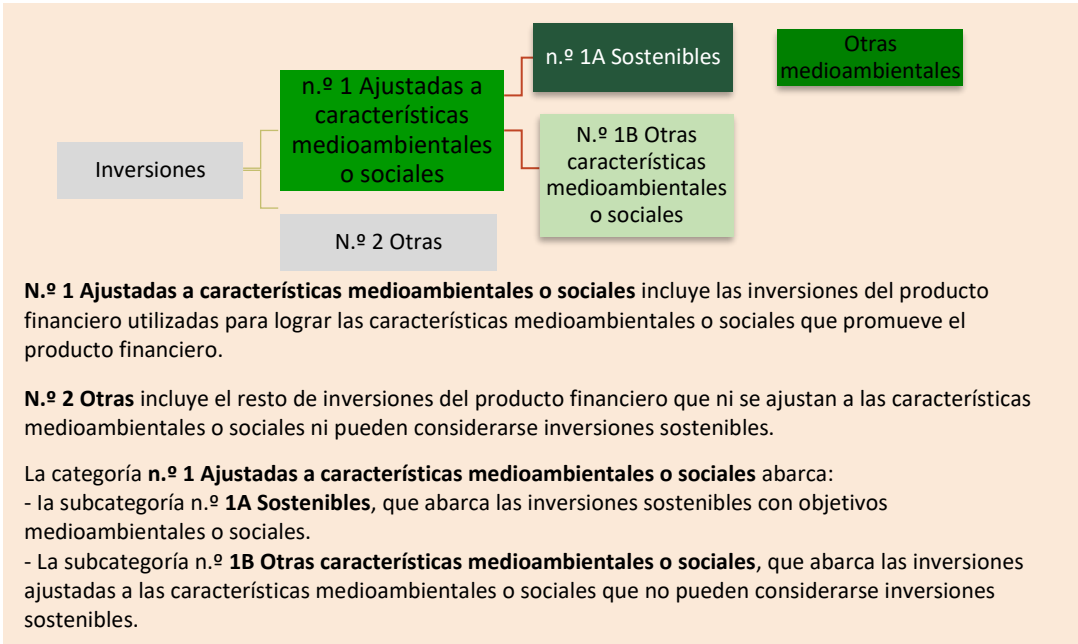 Inversiones
n.º 1 Ajustadas a
características
medioambientales
o sociales
N.º 2 Otras
n.º 1A Sostenibles
N.º 1B Otras
características
medioambientales
o sociales
Otras
medioambientales
N.º 1 Ajustadas a características medioambientales o sociales incluye las inversiones del producto
financiero utilizadas para lograr las características medioambientales o sociales que promueve el
producto financiero.
N.º 2 Otras incluye el resto de inversiones del producto financiero que ni se ajustan a las características
medioambientales o sociales ni pueden considerarse inversiones sostenibles.
La categoría n.º 1 Ajustadas a características medioambientales o sociales abarca:
- la subcategoría n.º 1A Sostenibles, que abarca las inversiones sostenibles con objetivos
medioambientales o sociales.
- La subcategoría n.º 1B Otras características medioambientales o sociales, que abarca las inversiones
ajustadas a las características medioambientales o sociales que no pueden considerarse inversiones
sostenibles.